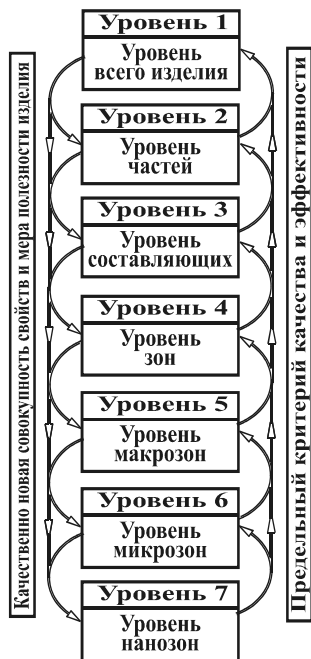 Уровень 1
Уровень
всего изделия
Уровень 2
Уровень
частей
Уровень 3
Уровень
составляющих
Уровень 4
Уровень
зон
Уровень 5
Уровень
макрозон
Уровень 6
Уровень
микрозон
Уровень 7
Уровень
нанозон
Качественно новая совокупность свойств и мера полезности изделия
Предельный критерий качества и эффективности